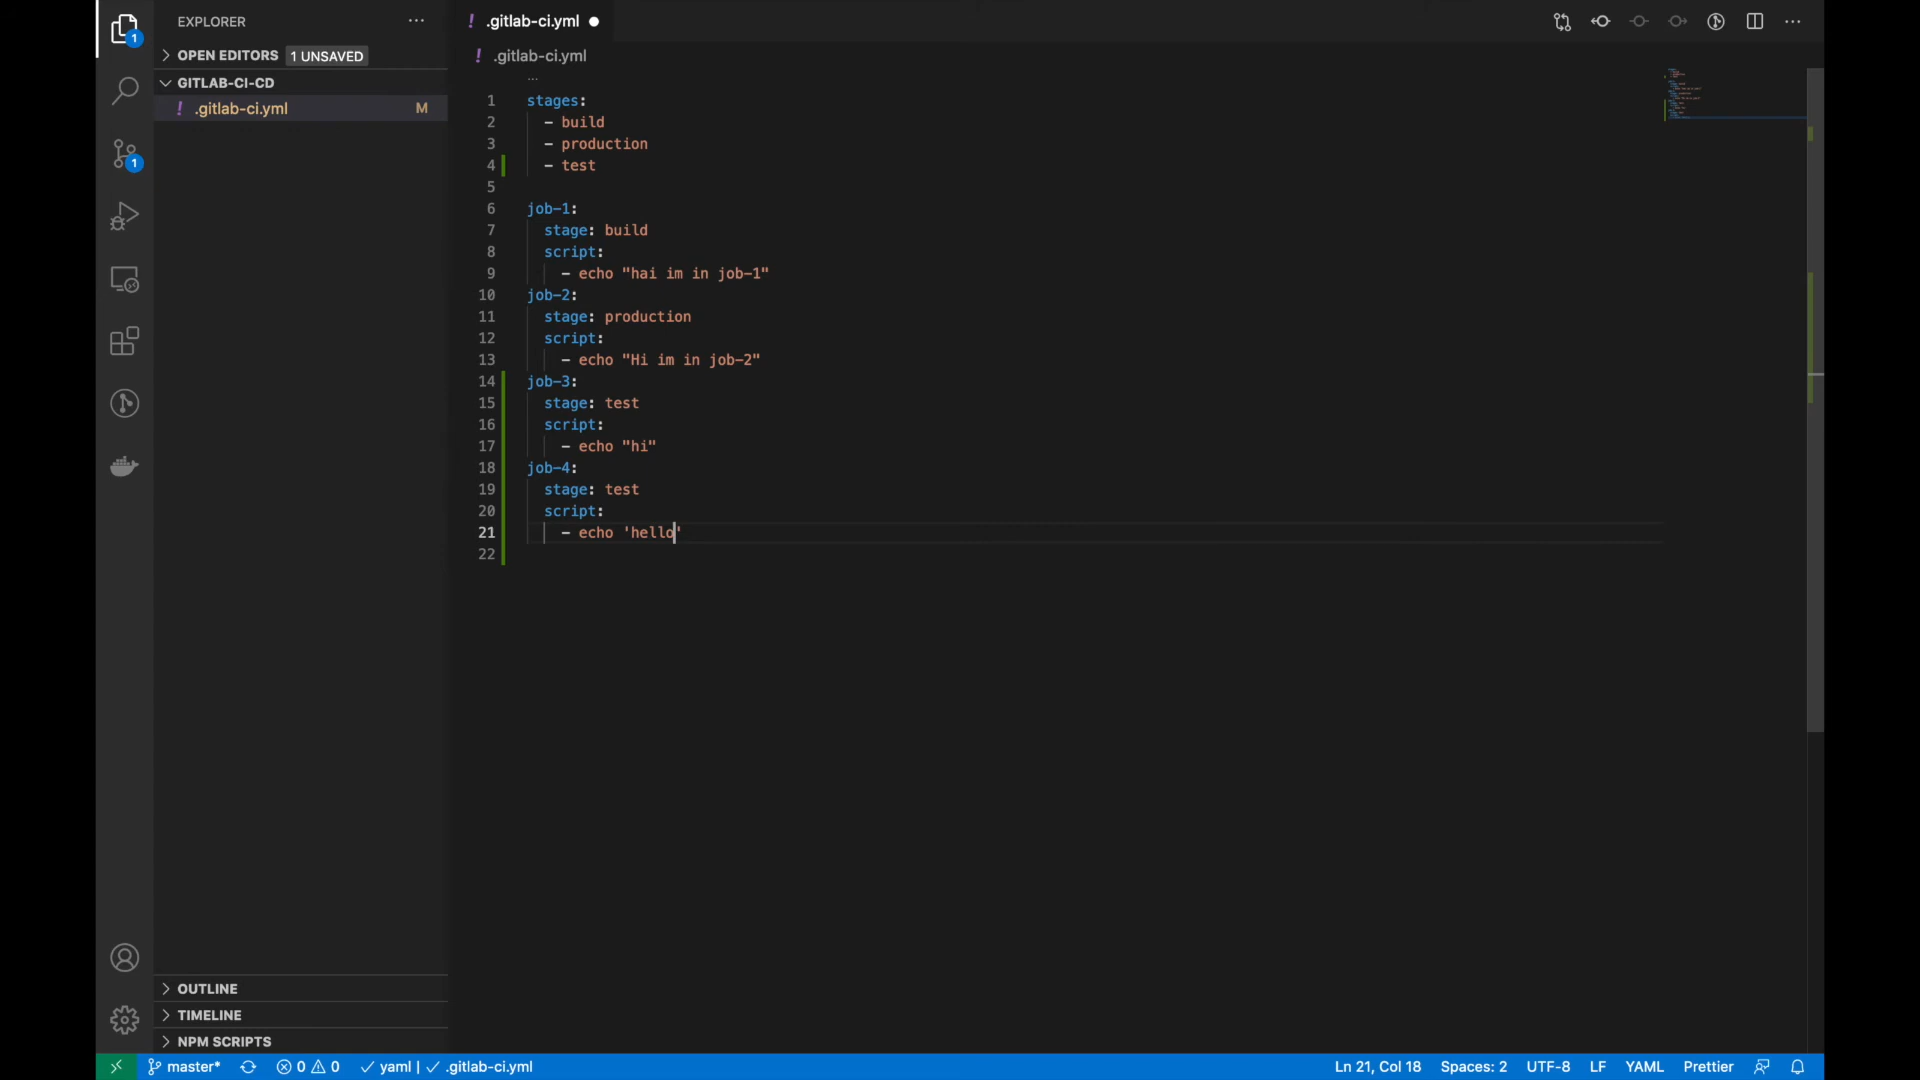 EXPLORER
...
! .gitlab-ci.yml ●
OPEN EDITORS 1 UNSAVED
! .gitlab-ci.yml
GITLAB-CI-CD
! .gitlab-ci.yml M
...
1 stages:
2 - build
3 - production
4 - test
5
6 job-1:
7 stage: build
8 script:
9 - echo "hai im in job-1"
10 job-2:
11 stage: production
12 script:
13 - echo "Hi im in job-2"
14 job-3:
15 stage: test
16 script:
17 - echo "hi"
18 job-4:
19 stage: test
20 script:
21 - echo 'hello'
22
1
1
OUTLINE
TIMELINE
NPM SCRIPTS
master* 0 0 yaml | .gitlab-ci.yml Ln 21, Col 18 Spaces: 2 UTF-8 LF YAML Prettier